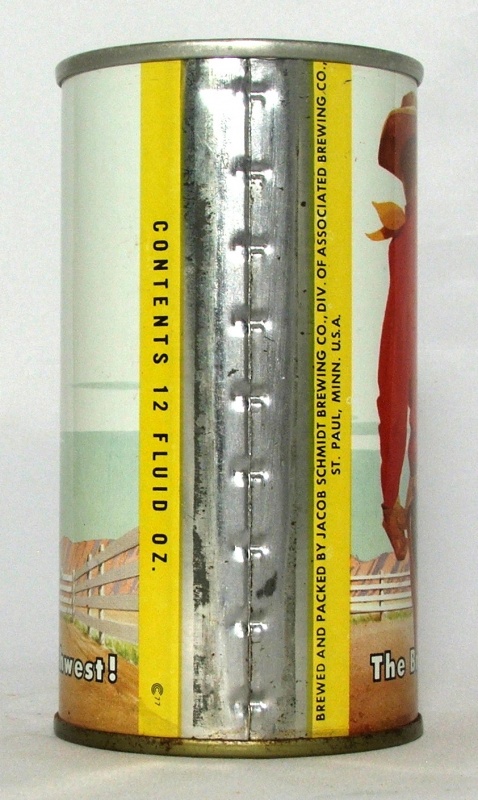 CONTENTS 12 FLUID OZ.
BREWED AND PACKED BY JACOB SCHMIDT BREWING CO., DIV. OF ASSOCIATED BREWING CO.,
ST. PAUL, MINN. U.S.A.
hwest!
The B